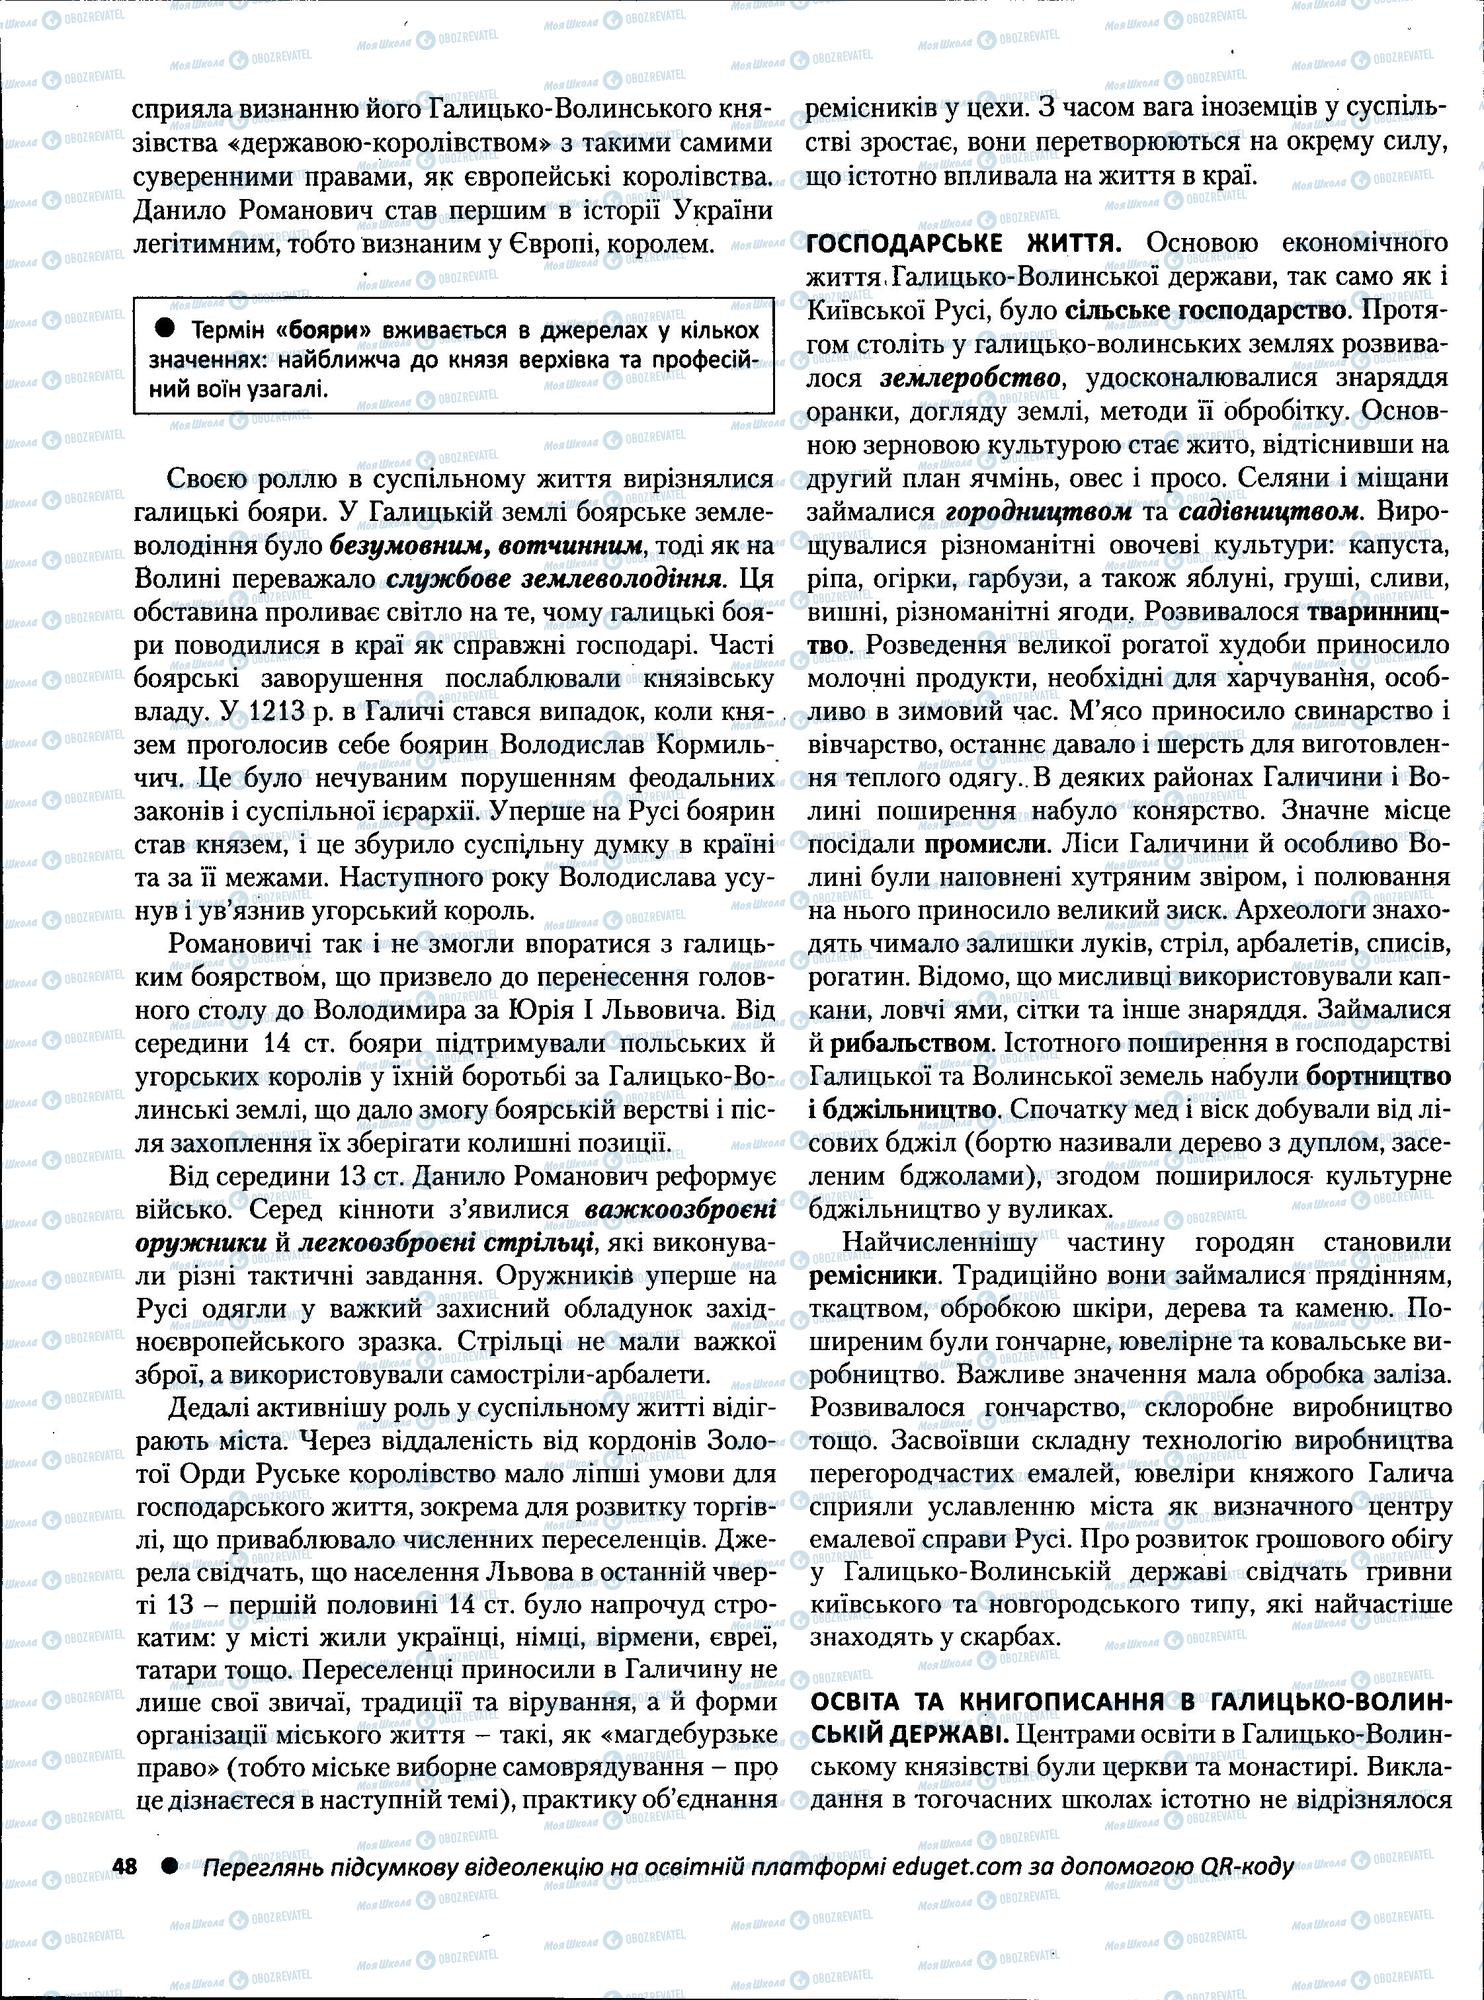 сприяла визнанню його Галицько-Волинського кня-
зівства «державою-королівством» з такими самими
суверенними правами, як європейські королівства.
Данило Романович став першим в історії України
легітимним, тобто визнаним у Європі, королем.
● Термін «бояри» вживається в джерелах у кількох
значеннях: найближча до князя верхівка та професій-
ний воїн узагалі.
Своєю роллю в суспільному життя вирізнялися
галицькі бояри. У Галицькій землі боярське земле-
володіння було безумовним, вотчинним, тоді як на
Волині переважало службове землеволодіння. Ця
обставина проливає світло на те, чому галицькі боя-
ри поводилися в краї як справжні господарі. Часті
боярські заворушення послаблювали князівську
владу. У 1213 р. в Галичі стався випадок, коли кня-
зем проголосив себе боярин Володислав Кормиль-
чич. Це було нечуваним порушенням феодальних
законів і суспільної ієрархії. Уперше на Русі боярин
став князем, і це збурило суспільну думку в країні
та за її межами. Наступного року Володислава усу-
нув і ув’язнив угорський король.
Романовичі так і не змогли впоратися з галиць-
ким боярством, що призвело до перенесення голов-
ного столу до Володимира за Юрія І Львовича. Від
середини 14 ст. бояри підтримували польських й
угорських королів у їхній боротьбі за Галицько-Во-
линські землі, що дало змогу боярській верстві і піс-
ля захоплення їх зберігати колишні позиції.
Від середини 13 ст. Данило Романович реформує
військо. Серед кінноти з’явилися важкоозброєні
оружники й легкоозброєні стрільці, які виконува-
ли різні тактичні завдання. Оружників уперше на
Русі одягли у важкий захисний обладунок захід-
ноєвропейського зразка. Стрільці не мали важкої
зброї, а використовували самостріли-арбалети.
Дедалі активнішу роль у суспільному житті відіг-
рають міста. Через віддаленість від кордонів Золо-
тої Орди Руське королівство мало ліпші умови для
господарського життя, зокрема для розвитку торгів-
лі, що приваблювало численних переселенців. Дже-
рела свідчать, що населення Львова в останній чвер-
ті 13 – першій половині 14 ст. було напрочуд стро-
катим: у місті жили українці, німці, вірмени, євреї,
татари тощо. Переселенці приносили в Галичину не
лише свої звичаї, традиції та вірування, а й форми
організації міського життя – такі, як «магдебурзьке
право» (тобто міське виборне самоврядування – про
це дізнаєтеся в наступній темі), практику об’єднання
ремісників у цехи. З часом вага іноземців у суспіль-
стві зростає, вони перетворюються на окрему силу,
що істотно впливала на життя в краї.
ГОСПОДАРСЬКЕ ЖИТТЯ. Основою економічного
життя Галицько-Волинської держави, так само як і
Київської Русі, було сільське господарство. Протя-
гом століть у галицько-волинських землях розвива-
лося землеробство, удосконалювалися знаряддя
оранки, догляду землі, методи її обробітку. Основ-
ною зерновою культурою стає жито, відтіснивши на
другий план ячмінь, овес і просо. Селяни і міщани
займалися городництвом та садівництвом. Виро-
щувалися різноманітні овочеві культури: капуста,
ріпа, огірки, гарбузи, а також яблуні, груші, сливи,
вишні, різноманітні ягоди. Розвивалося тваринниц-
тво. Розведення великої рогатої худоби приносило
молочні продукти, необхідні для харчування, особ-
ливо в зимовий час. М’ясо приносило свинарство і
вівчарство, останнє давало і шерсть для виготовлен-
ня теплого одягу. В деяких районах Галичини і Во-
лині поширення набуло конярство. Значне місце
посідали промисли. Ліси Галичини й особливо Во-
лині були наповнені хутряним звіром, і полювання
на нього приносило великий зиск. Археологи знахо-
дять чимало залишки луків, стріл, арбалетів, списів,
рогатин. Відомо, що мисливці використовували кап-
кани, ловчі ями, сітки та інше знаряддя. Займалися
й рибальством. Істотного поширення в господарстві
Галицької та Волинської земель набули бортництво
і бджільництво. Спочатку мед і віск добували від лі-
сових бджіл (бортю називали дерево з дуплом, засе-
леним бджолами), згодом поширилося культурне
бджільництво у вуликах.
Найчисленнішу частину городян становили
ремісники. Традиційно вони займалися прядінням,
ткацтвом, обробкою шкіри, дерева та каменю. По-
ширеним були гончарне, ювелірне та ковальське ви-
робництво. Важливе значення мала обробка заліза.
Розвивалося гончарство, склоробне виробництво
тощо. Засвоївши складну технологію виробництва
перегородчастих емалей, ювеліри княжого Галича
сприяли уславленню міста як визначного центру
емалевої справи Русі. Про розвиток грошового обігу
у Галицько-Волинській державі свідчать гривни
київського та новгородського типу, які найчастіше
знаходять у скарбах.
ОСВІТА ТА КНИГОПИСАННЯ В ГАЛИЦЬКО-ВОЛИН-
СЬКІЙ ДЕРЖАВІ. Центрами освіти в Галицько-Волин-
ському князівстві були церкви та монастирі. Викла-
дання в тогочасних школах істотно не відрізнялося
48 ● Переглянь підсумкову відеолекцію на освітній платформі eduget.com за допомогою QR-коду